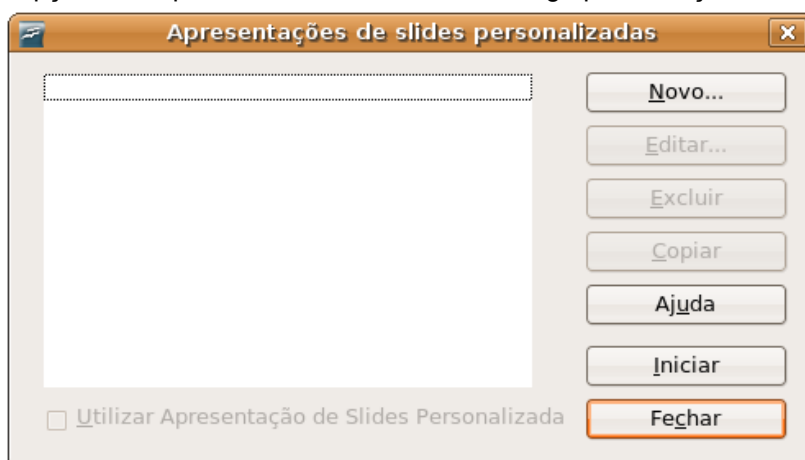 Apresentações de slides personalizadas
Novo...
Editar...
Excluir
Copiar
Ajuda
Iniciar
Utilizar Apresentação de Slides Personalizada
Fechar